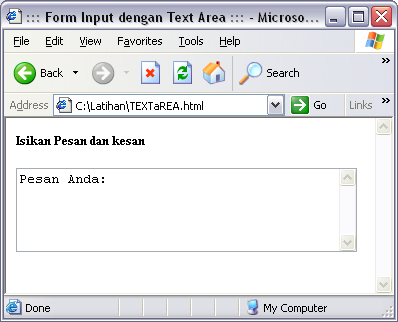 ::: Form Input dengan Text Area ::: - Microso...
File Edit View Favorites Tools Help
Back Search
Address C:\Latihan\TEXTaREA.html Go Links
Isikan Pesan dan kesan
Pesan Anda:
Done My Computer